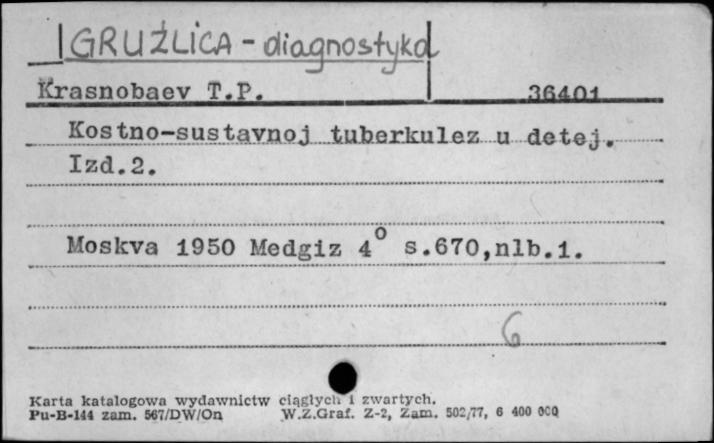 GRUŹLICA - diagnostyka
Krasnobaev T.P. 36401
Kostno-sustavnoj tuberkulez u detej.
Izd.2.
Moskva 1950 Medgiz 4° s.670,nlb.1.
6
Karta katalogowa wydawnictw ciągłych i zwartych.
Pu-B-144 zam. 567/DW/On W.Z.Graf. Z-2, Zam. 502/77, 6 400 000